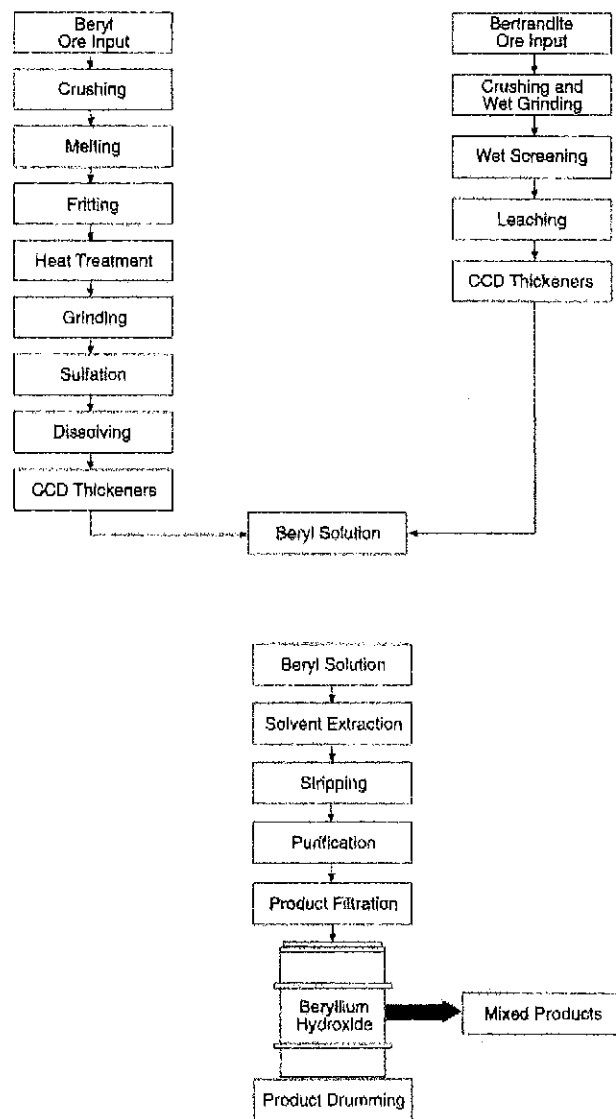 Beryl
Ore Input
Crushing
Melting
Fritting
Heat Treatment
Grinding
Sulfation
Dissolving
CCD Thickeners
Bertrandite
Ore Input
Crushing and
Wet Grinding
Wet Screening
Leaching
CCD Thickeners
Beryl Solution
Beryl Solution
Solvent Extraction
Stripping
Purification
Product Filtration
Beryllium
Hydroxide
Mixed Products
Product Drumming